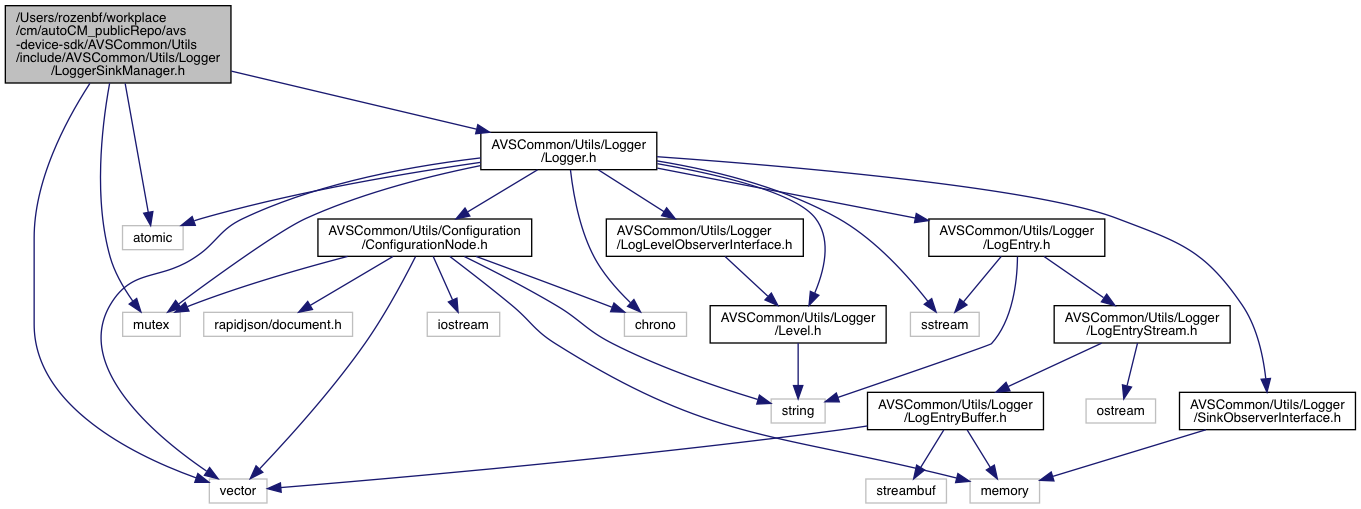 /Users/rozenbf/workplace
/cm/autoCM_publicRepo/avs
-device-sdk/AVSCommon/Utils
/include/AVSCommon/Utils/Logger
/LoggerSinkManager.h
AVSCommon/Utils/Logger
/Logger.h
atomic
AVSCommon/Utils/Configuration
/ConfigurationNode.h
AVSCommon/Utils/Logger
/LogLevelObserverInterface.h
AVSCommon/Utils/Logger
/LogEntry.h
mutex
rapidjson/document.h
iostream
chrono
AVSCommon/Utils/Logger
/Level.h
sstream
AVSCommon/Utils/Logger
/LogEntryStream.h
string
AVSCommon/Utils/Logger
/LogEntryBuffer.h
ostream
AVSCommon/Utils/Logger
/SinkObserverInterface.h
vector
streambuf
memory